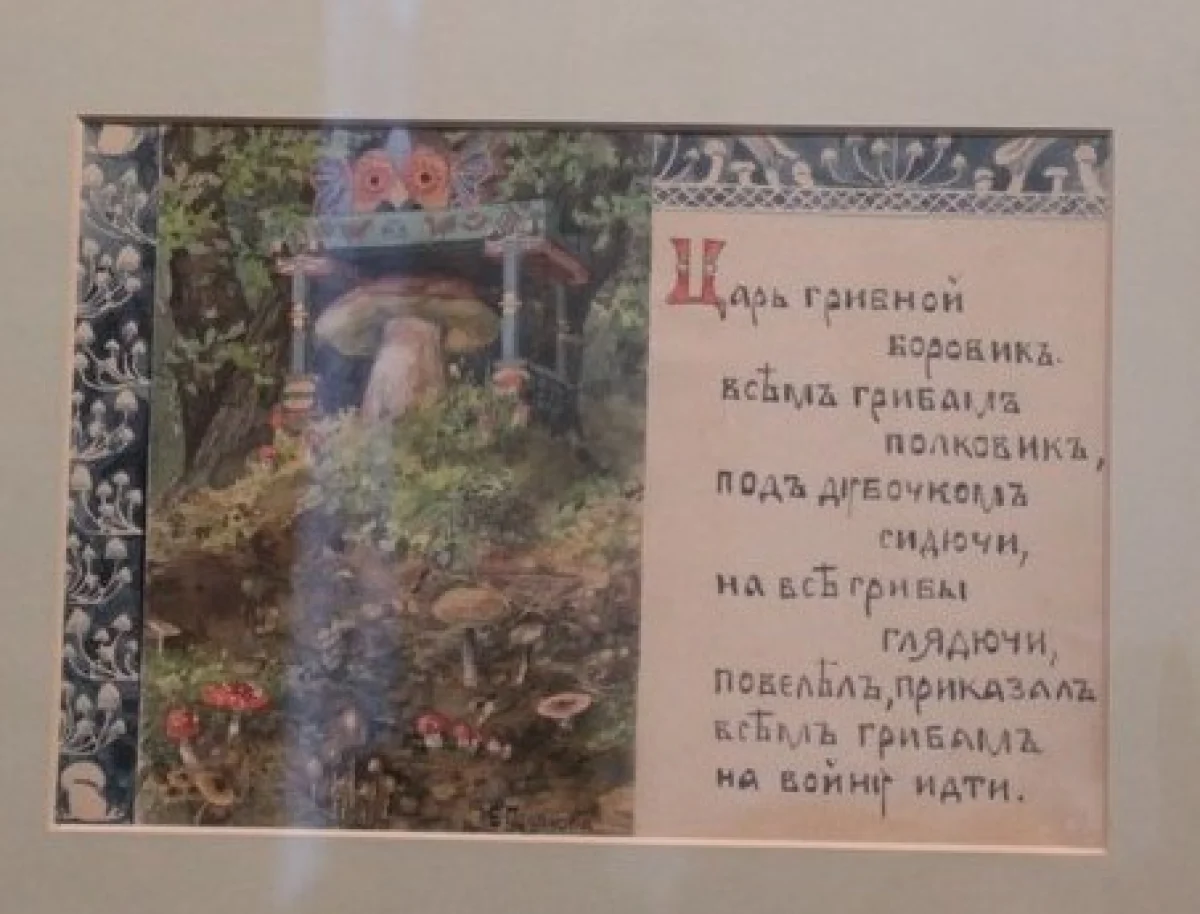 Царь грибной
боровикъ.
всѣмъ грибамъ
полковикъ,
подъ дубочкомъ
сидючи,
на всѣ грибы
глядючи,
повелѣлъ, приказалъ
всѣмъ грибамъ
на войну идти.